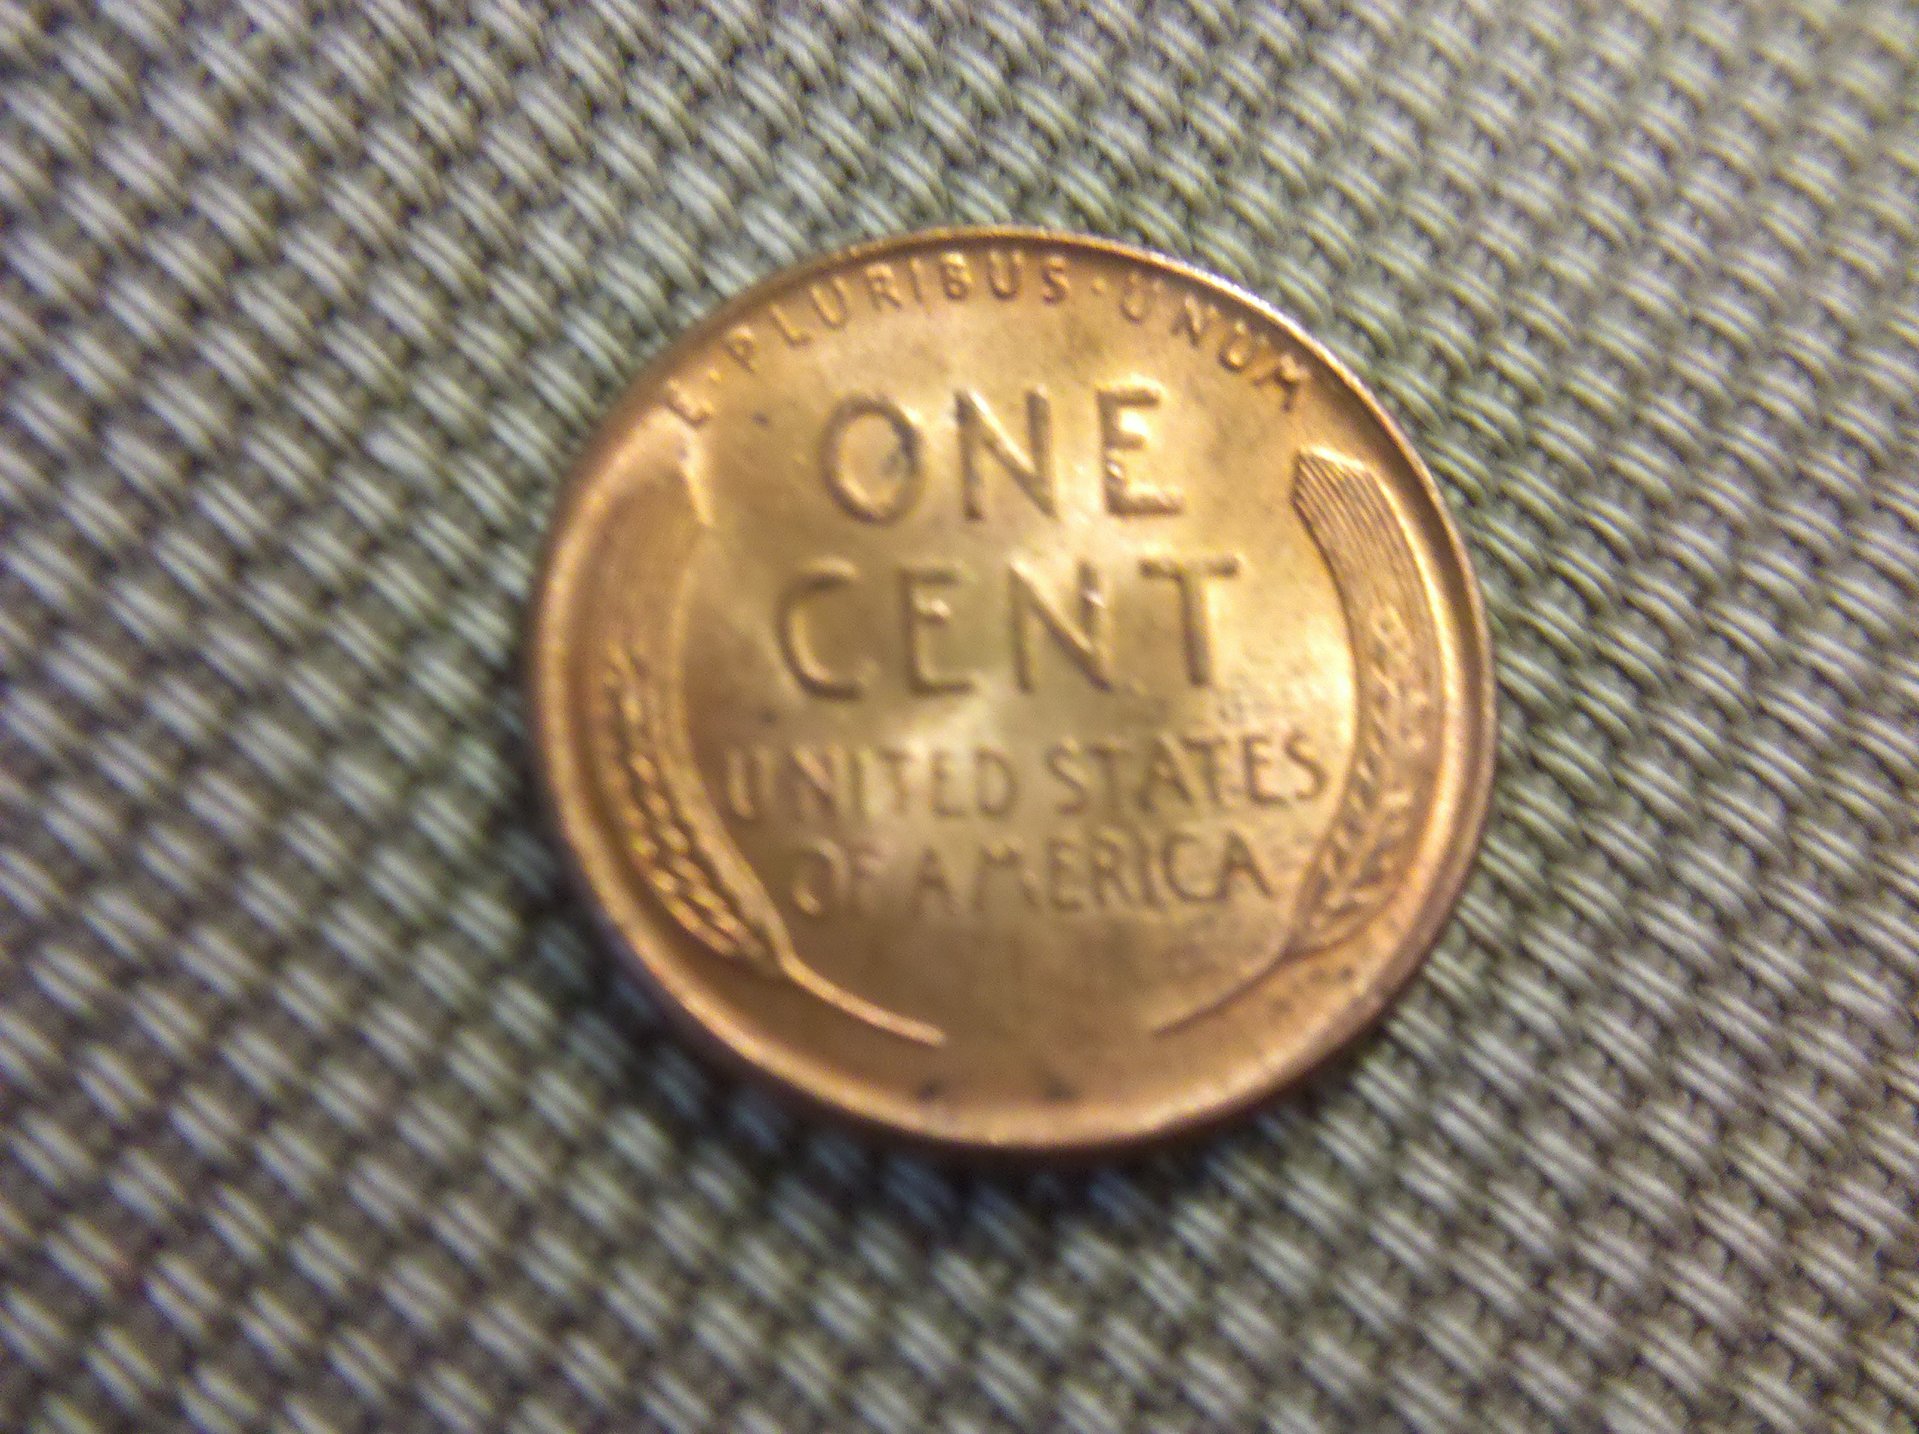 E·PLURIBUS·UNUM
ONE
CENT
UNITED STATES
OF AMERICA